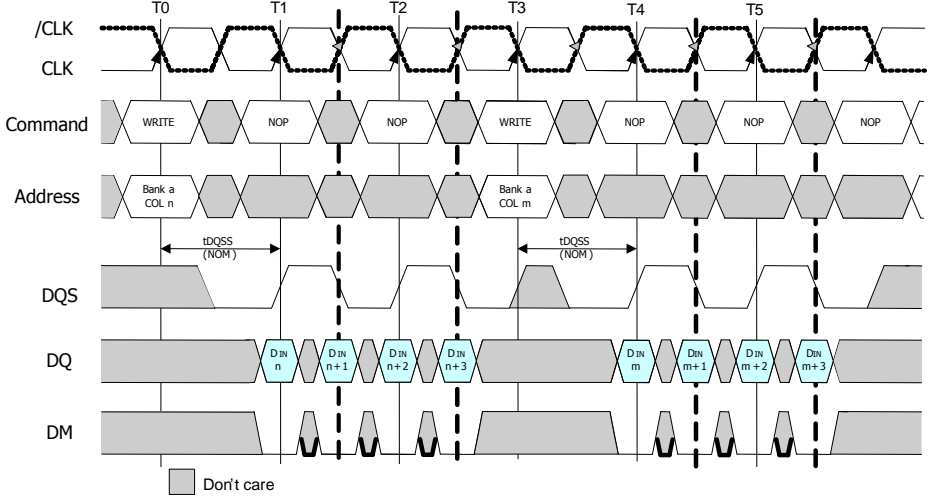 T0 T1 T2 T3 T4 T5
/CLK
CLK
Command WRITE NOP NOP WRITE NOP NOP NOP
Address Bank a COL n Bank a COL m
tDQSS (NOM) tDQSS (NOM)
DQS
DQ DIN n DIN n+1 DIN n+2 DIN n+3 DIN m DIN m+1 DIN m+2 DIN m+3
DM
Don't care